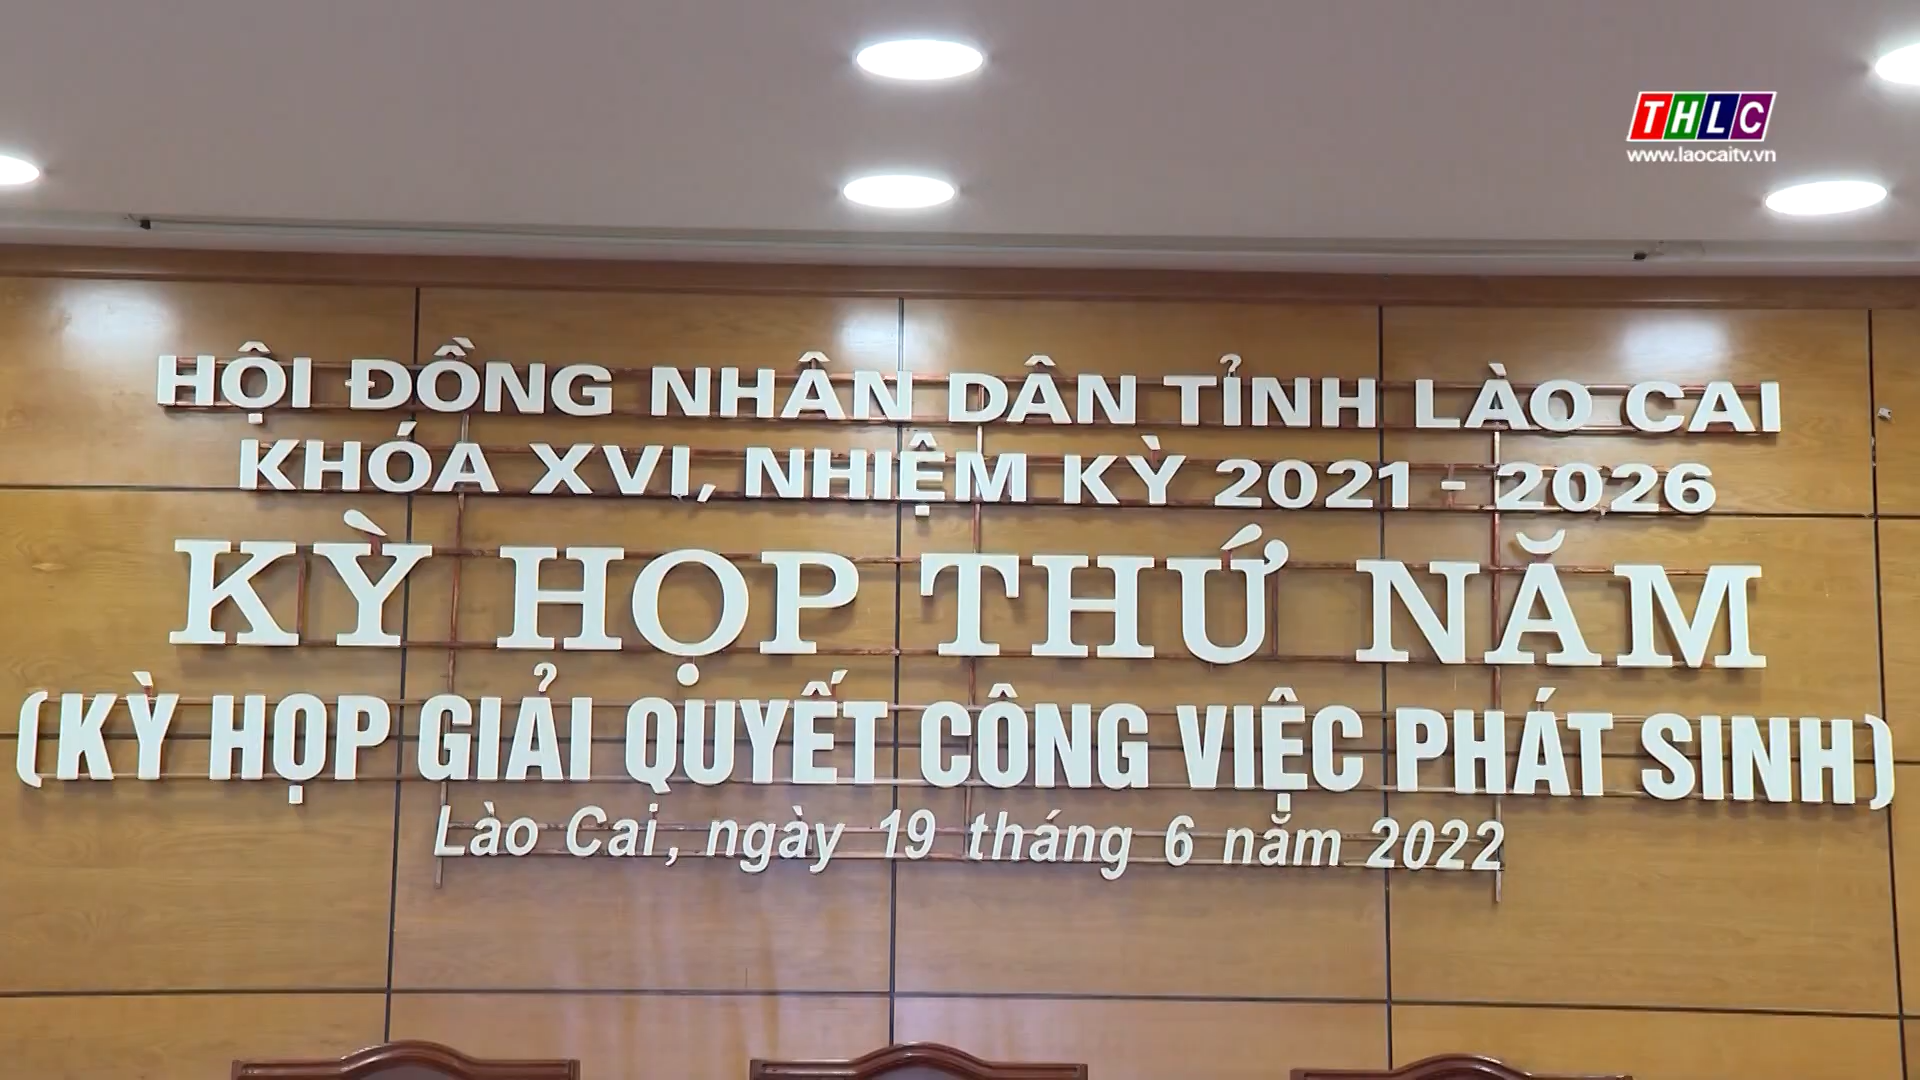 THLC
www.laocaitv.vn
HỘI ĐỒNG NHÂN DÂN TỈNH LÀO CAI
KHÓA XVI, NHIỆM KỲ 2021 - 2026
KỲ HỌP THỨ NĂM
(KỲ HỌP GIẢI QUYẾT CÔNG VIỆC PHÁT SINH)
Lào Cai, ngày 19 tháng 6 năm 2022